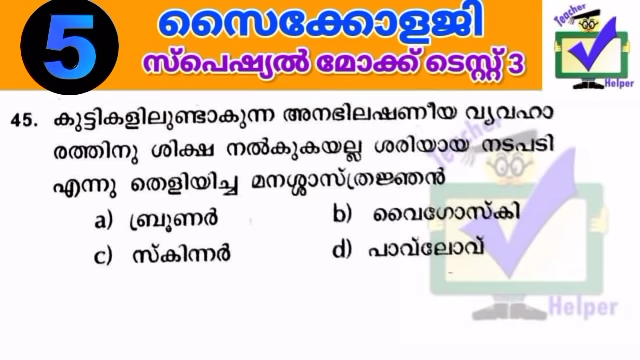 5
സൈക്കോളജി
സ്പെഷ്യൽ മോക്ക് ടെസ്റ്റ് 3
Teacher
Helper
45. കുട്ടികളിലുണ്ടാകുന്ന അനഭിലഷണീയ വ്യവഹാ
രത്തിനു ശിക്ഷ നൽകുകയല്ല ശരിയായ നടപടി
എന്നു തെളിയിച്ച മനശ്ശാസ്ത്രജ്ഞൻ
a) ബ്രൂണർ b) വൈഗോസ്കി
c) സ്കിന്നർ d) പാവ്‌ലോവ്
Teacher
Helper